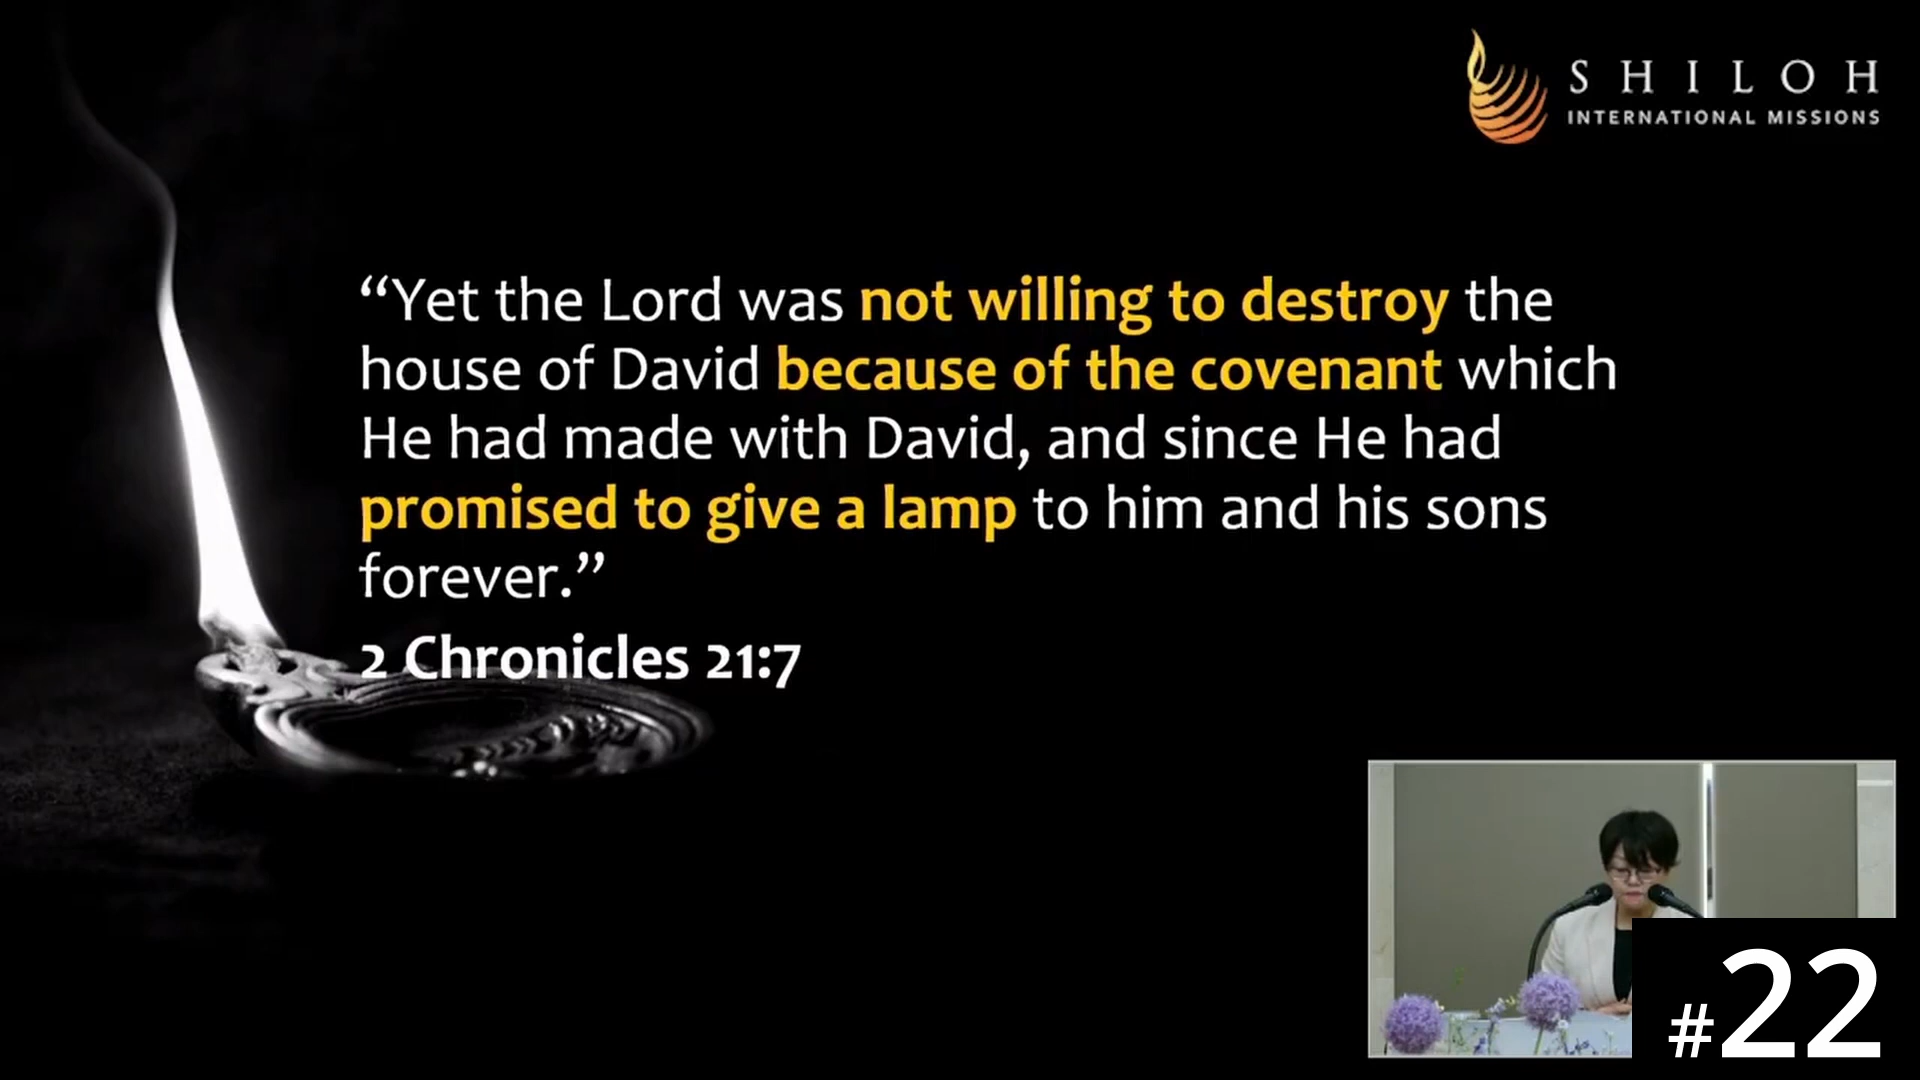 SHILOH
INTERNATIONAL MISSIONS
“Yet the Lord was not willing to destroy the
house of David because of the covenant which
He had made with David, and since He had
promised to give a lamp to him and his sons
forever.”
2 Chronicles 21:7
#22